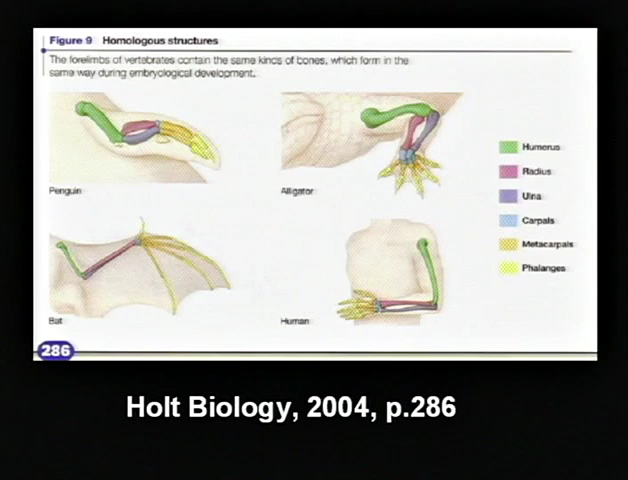 Figure 9 Homologous structures
The forelimbs of vertebrates contain the same kinds of bones, which form in the
same way during embryological development.
Penguin
Alligator
Humerus
Radius
Ulna
Carpals
Metacarpals
Phalanges
Bat
Human
286
Holt Biology, 2004, p.286